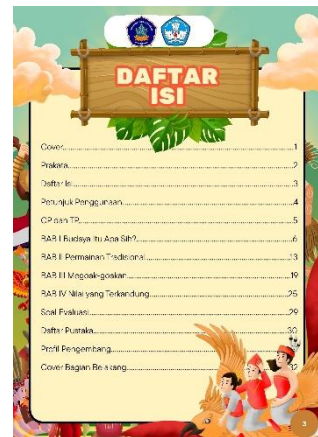 DAFTAR
ISI
Cover...1
Prakata...2
Daftar Isi...3
Petunjuk Penggunaan...4
CP dan TP...5
BAB I Budaya Itu Apa Sih?...6
BAB II Permainan Tradisional...13
BAB III Megoak-goakan...19
BAB IV Nilai yang Terkandung...25
Soal Evaluasi...29
Daftar Pustaka...30
Profil Pengembang...
Cover Bagian Belakang...32
3